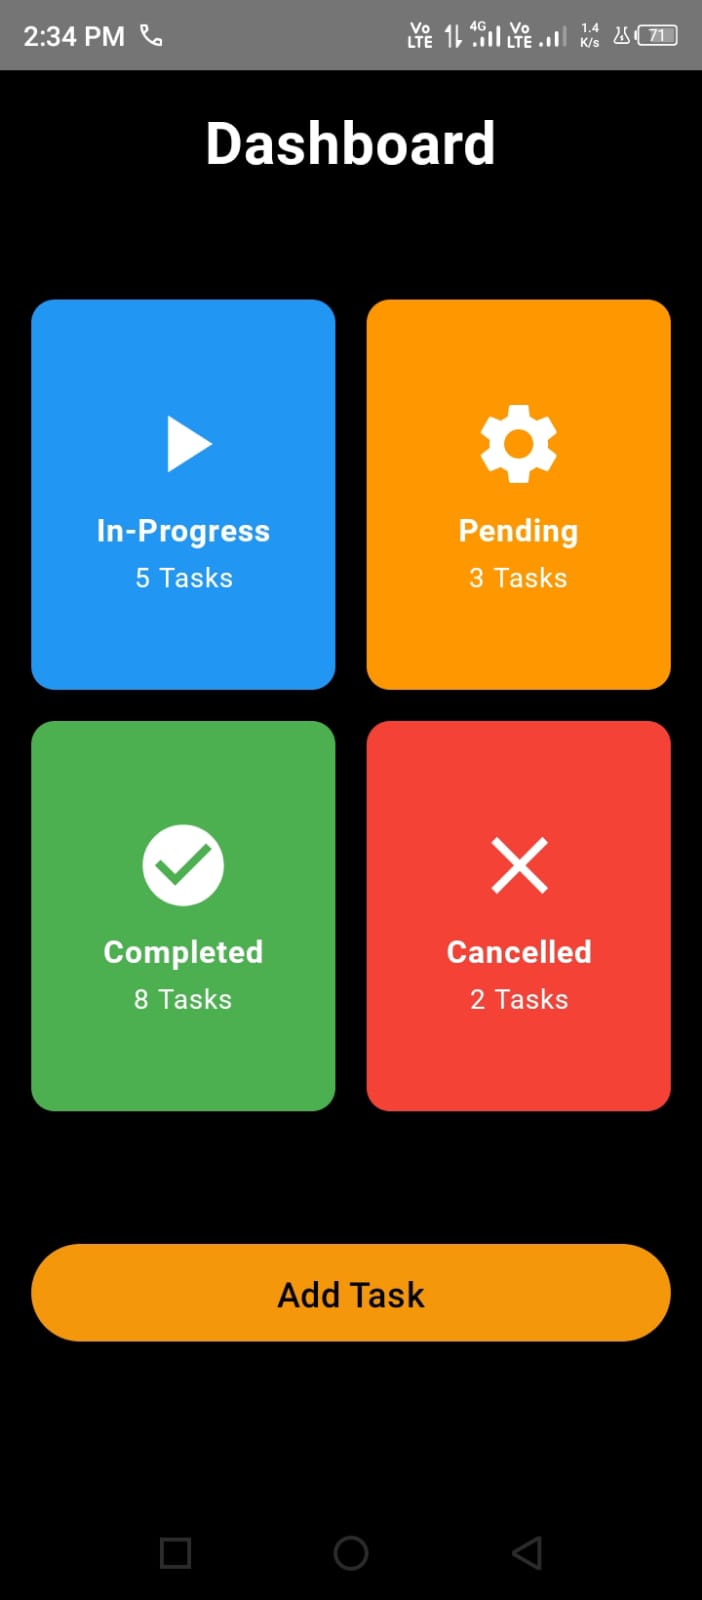 2:34 PM
Vo LTE 4G Vo LTE 1.4 K/s 71
Dashboard
In-Progress
5 Tasks
Pending
3 Tasks
Completed
8 Tasks
Cancelled
2 Tasks
Add Task